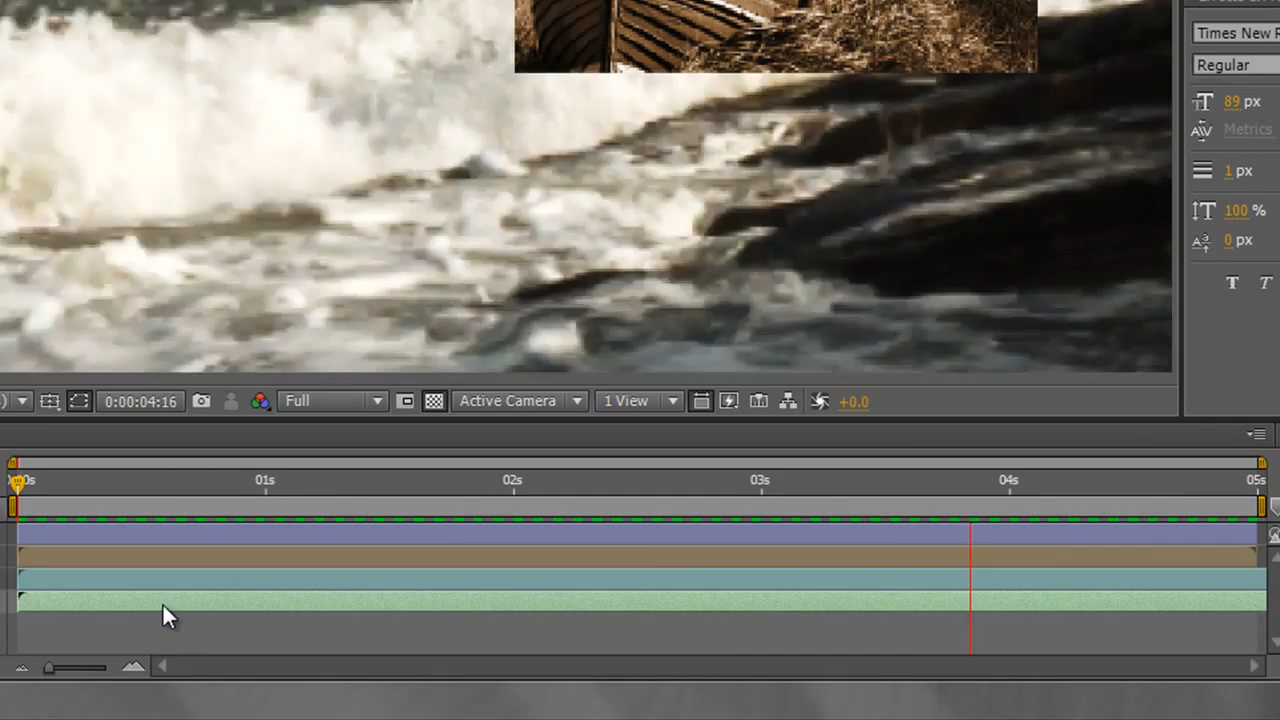 Times New R
Regular
89 px
Metrics
1 px
100 %
0 px
T T
0:00:04:16
Full
Active Camera
1 View
+0.0
0s 01s 02s 03s 04s 05s